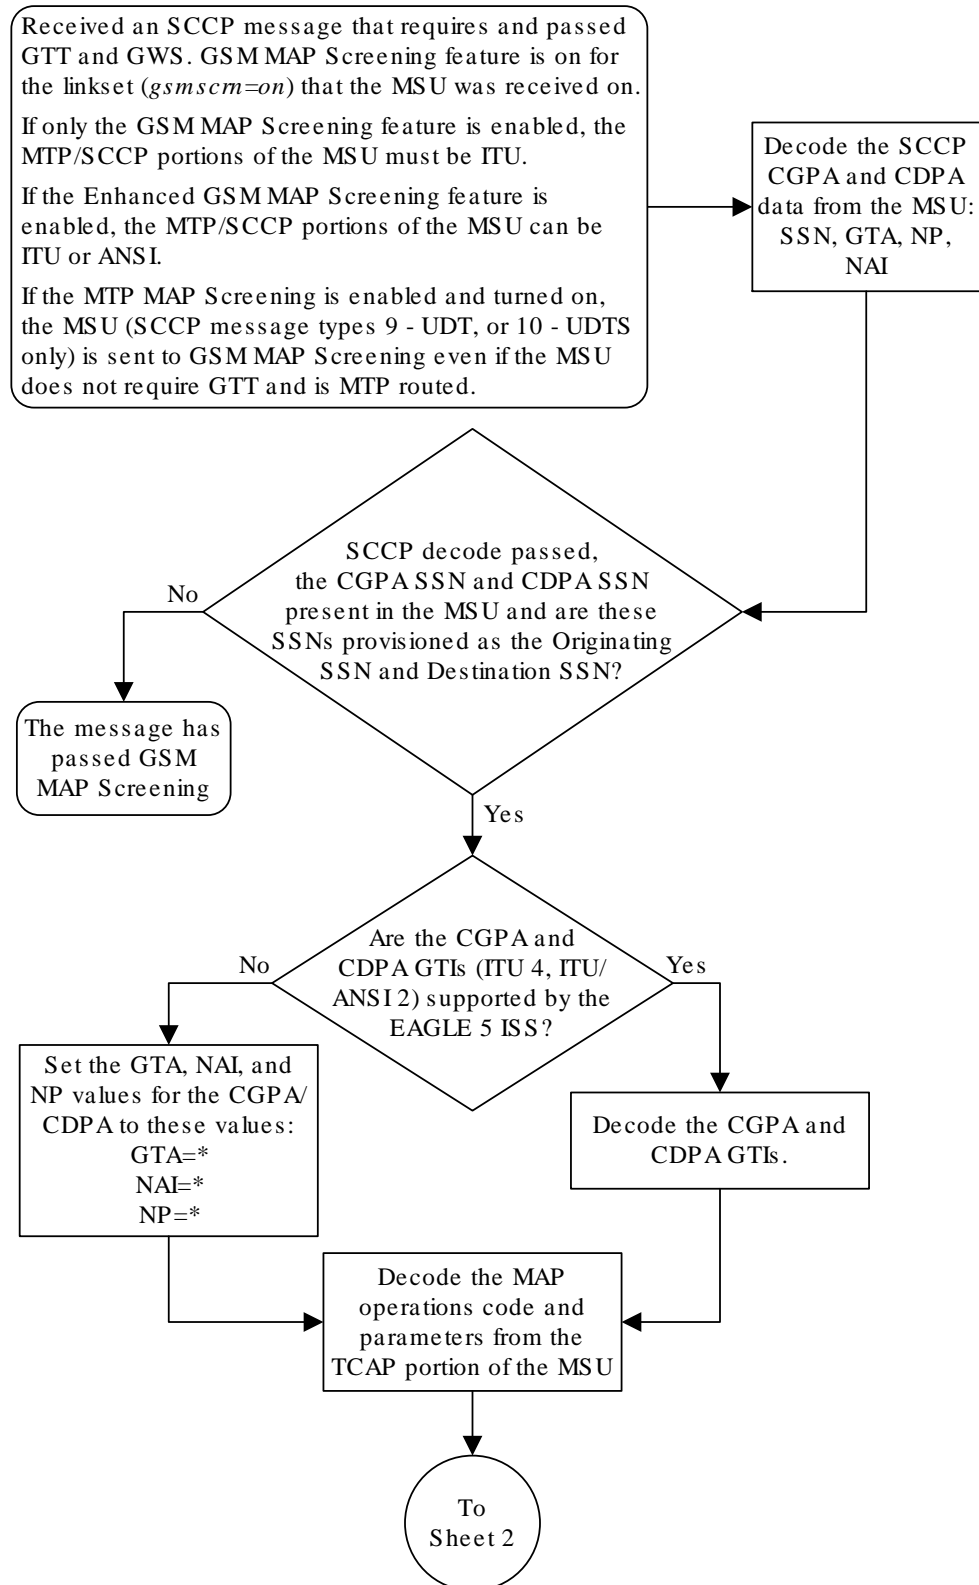 Received an SCCP message that requires and passed
GTT and GWS. GSM MAP Screening feature is on for
the linkset (gsmscrn=on) that the MSU was received on.
If only the GSM MAP Screening feature is enabled, the
MTP/SCCP portions of the MSU must be ITU.
If the Enhanced GSM MAP Screening feature is
enabled, the MTP/SCCP portions of the MSU can be
ITU or ANSI.
If the MTP MAP Screening is enabled and turned on,
the MSU (SCCP message types 9 - UDT, or 10 - UDTS
only) is sent to GSM MAP Screening even if the MSU
does not require GTT and is MTP routed.
Decode the SCCP
CGPA and CDPA
data from the MSU:
SSN, GTA, NP,
NAI
SCCP decode passed,
the CGPA SSN and CDPA SSN
present in the MSU and are these
SSNs provisioned as the Originating
SSN and Destination SSN?
No
The message has
passed GSM
MAP Screening
Yes
Are the CGPA and
CDPA GTIs (ITU 4, ITU/
ANSI 2) supported by the
EAGLE 5 ISS?
No
Yes
Set the GTA, NAI, and
NP values for the CGPA/
CDPA to these values:
GTA=*
NAI=*
NP=*
Decode the CGPA and
CDPA GTIs.
Decode the MAP
operations code and
parameters from the
TCAP portion of the MSU
To
Sheet 2